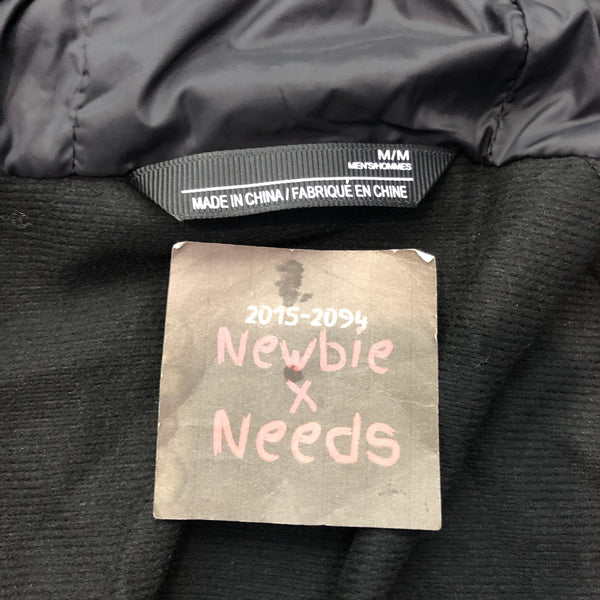 M/M
MEN'S/HOMMES
MADE IN CHINA / FABRIQUÉ EN CHINE
2015-2094
Newbie
x
Needs